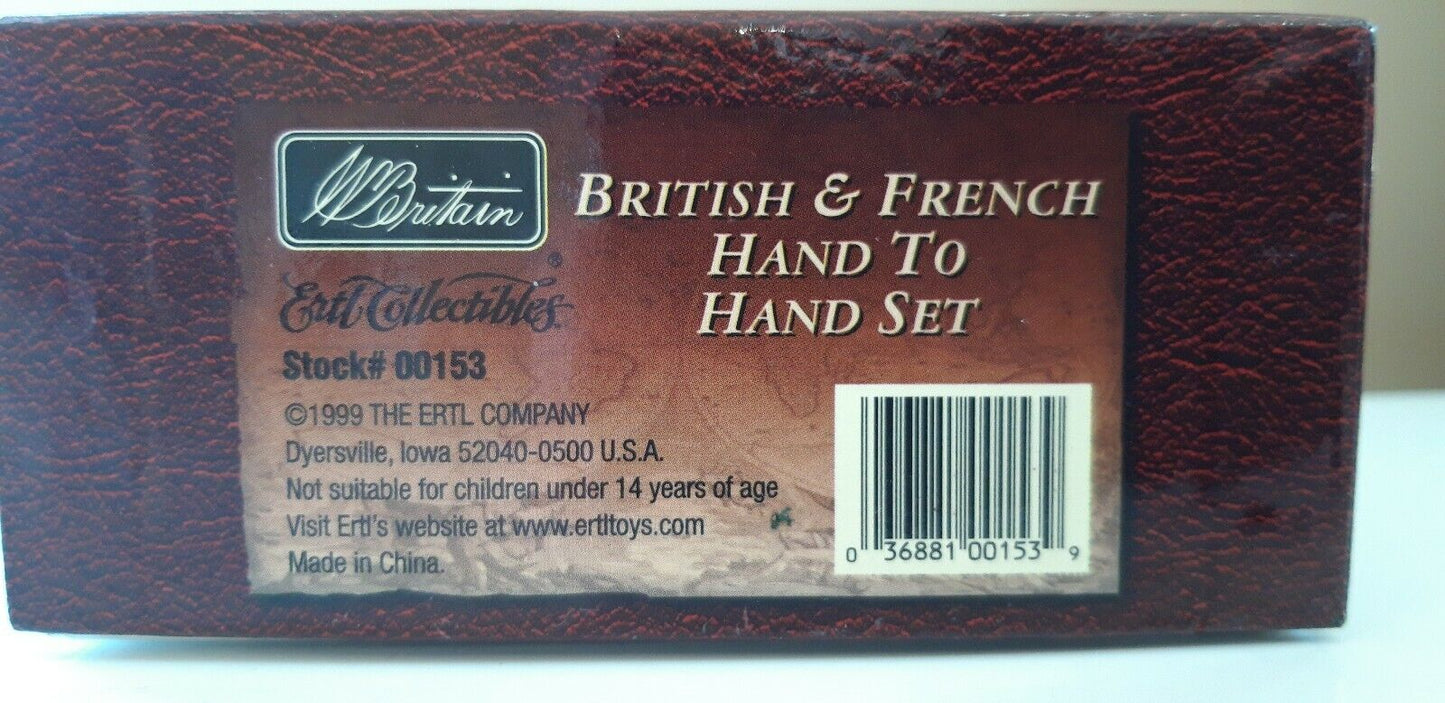 WBritain
BRITISH & FRENCH
HAND TO
HAND SET
Ertl Collectibles®
Stock# 00153
©1999 THE ERTL COMPANY
Dyersville, Iowa 52040-0500 U.S.A.
Not suitable for children under 14 years of age
Visit Ertl's website at www.ertltoys.com
Made in China.
0 36881 00153 9